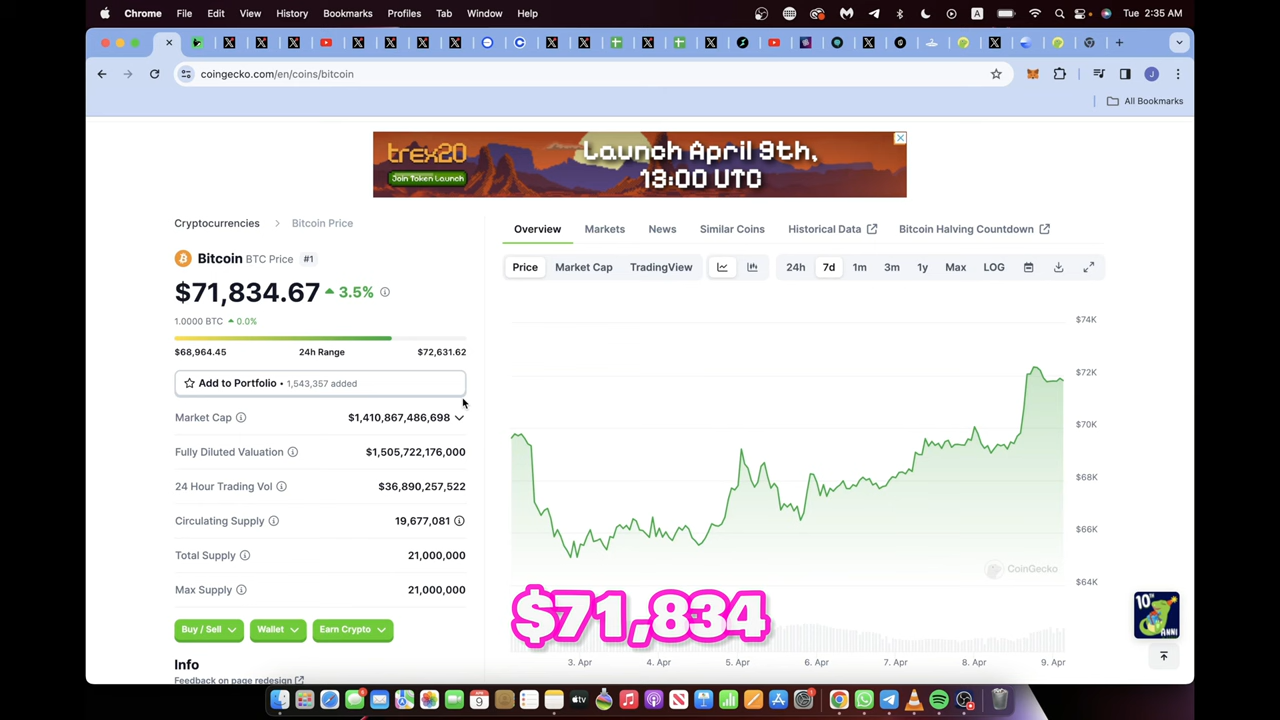 Chrome File Edit View History Bookmarks Profiles Tab Window Help A Tue 2:35 AM
coingecko.com/en/coins/bitcoin J
All Bookmarks
trex20
Join Token Launch
Launch April 9th,
13:00 UTC
Cryptocurrencies > Bitcoin Price
Overview Markets News Similar Coins Historical Data Bitcoin Halving Countdown
Bitcoin BTC Price #1
Price Market Cap TradingView 24h 7d 1m 3m 1y Max LOG
$71,834.67 3.5%
1.0000 BTC 0.0%
$68,964.45 24h Range $72,631.62
Add to Portfolio • 1,543,357 added
Market Cap $1,410,867,486,698
Fully Diluted Valuation $1,505,722,176,000
24 Hour Trading Vol $36,890,257,522
Circulating Supply 19,677,081
Total Supply 21,000,000
Max Supply 21,000,000
Buy / Sell Wallet Earn Crypto
Info
Feedback on page redesign
$74K
$72K
$70K
$68K
$66K
$64K
CoinGecko
$71,834
10TH
ANNI
3. Apr 4. Apr 5. Apr 6. Apr 7. Apr 8. Apr 9. Apr
9
tv